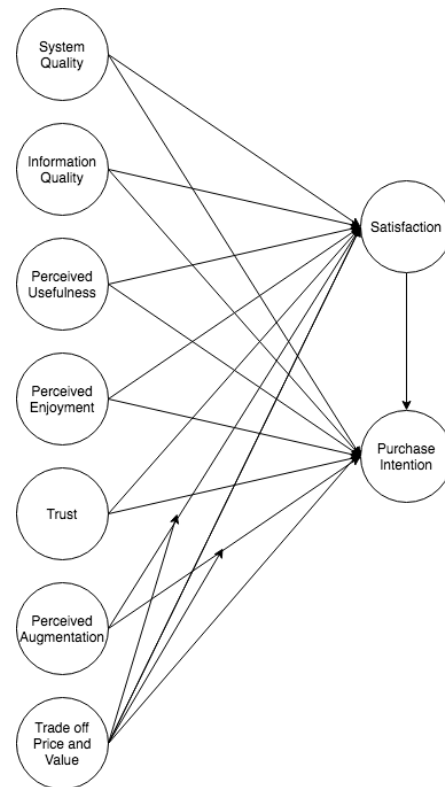 System
Quality
Information
Quality
Perceived
Usefulness
Perceived
Enjoyment
Trust
Perceived
Augmentation
Trade off
Price and
Value
Satisfaction
Purchase
Intention